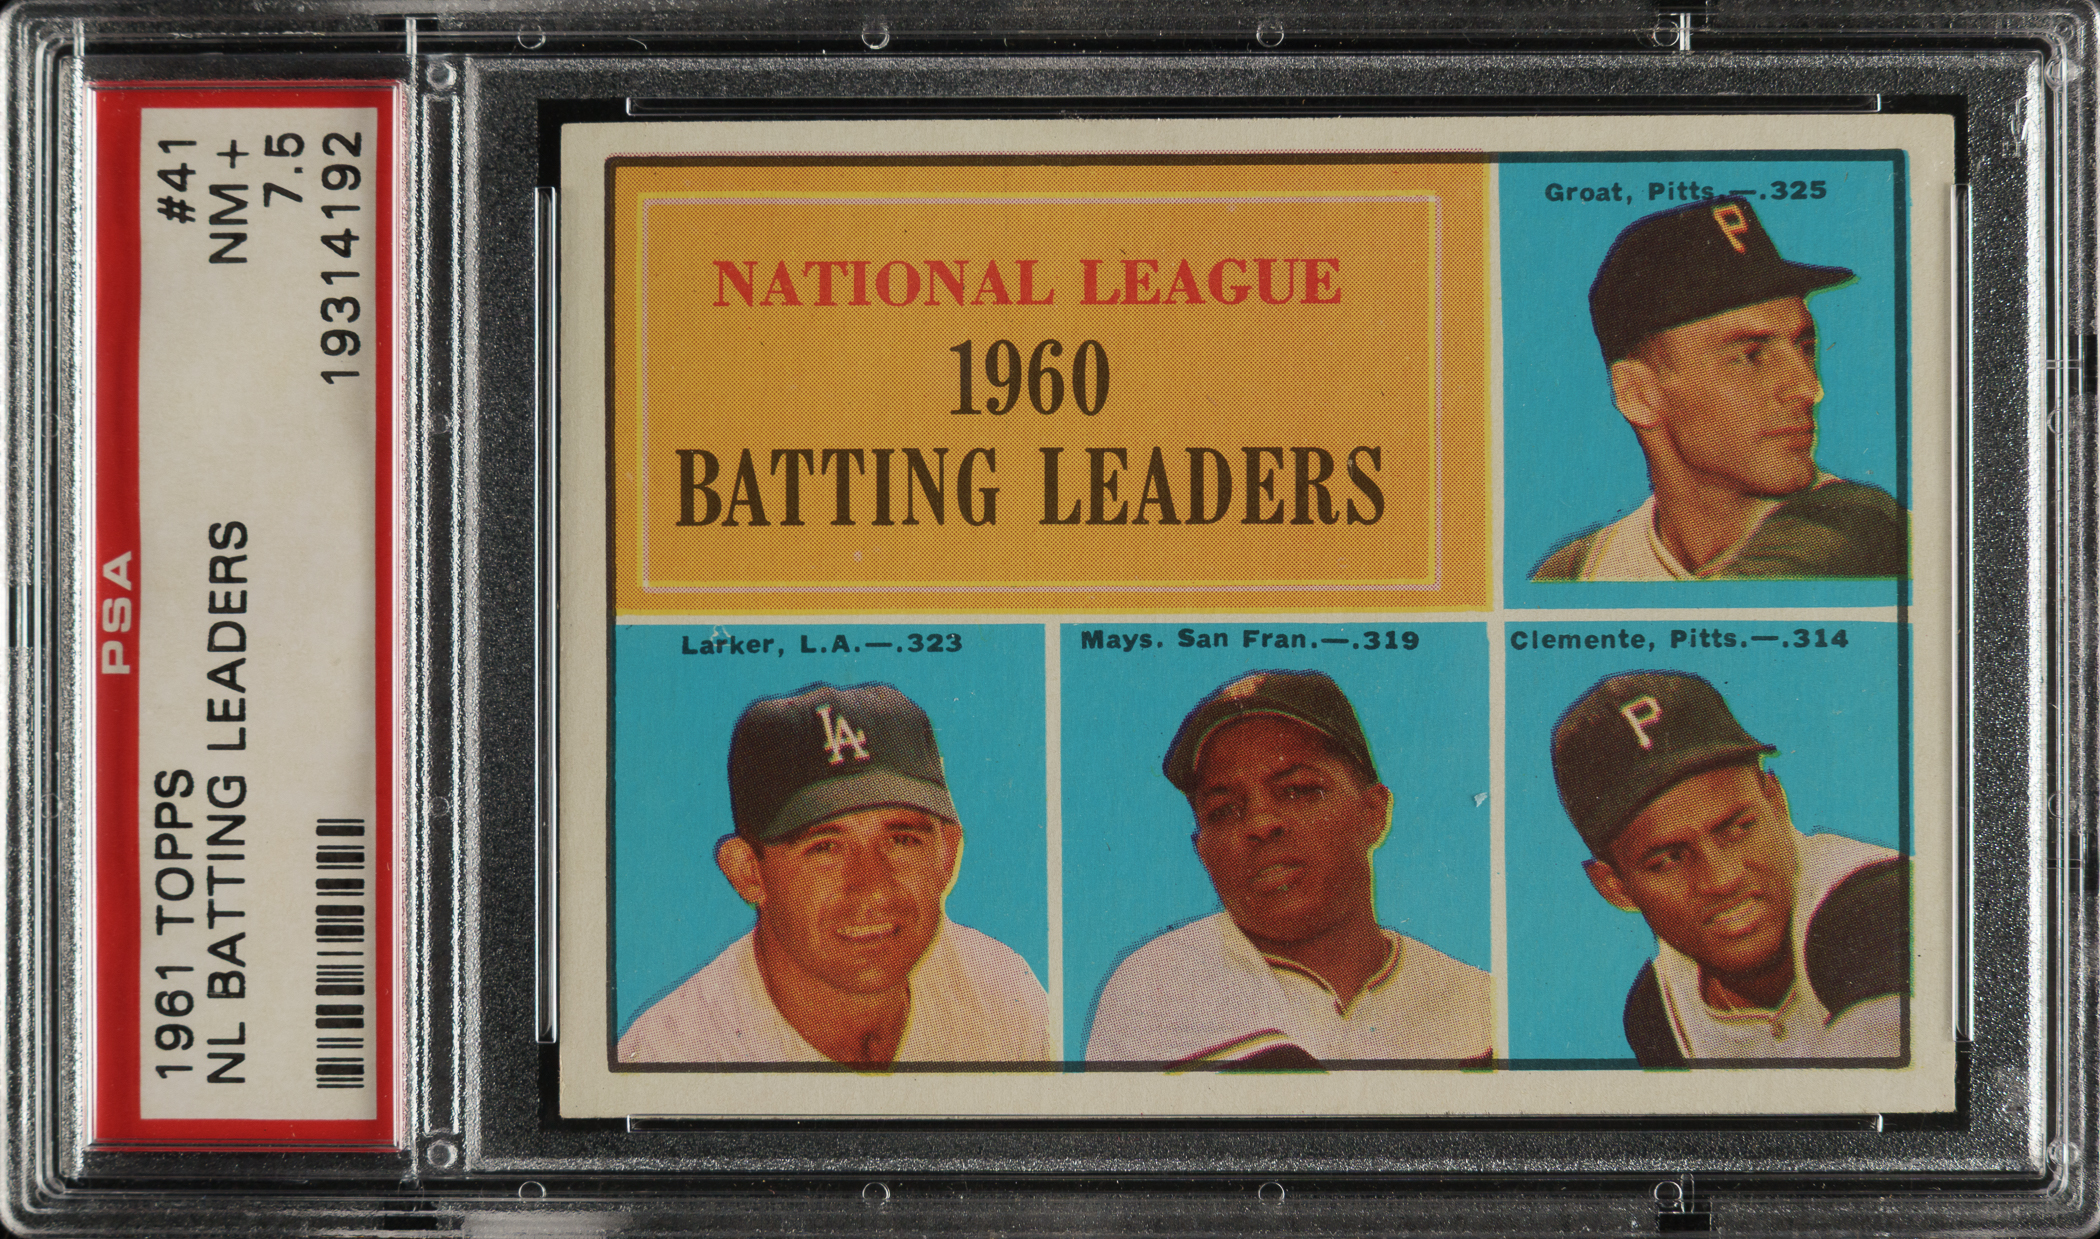 PSA
1961 TOPPS #41
NL BATTING LEADERS NM+
7.5
19314192
NATIONAL LEAGUE
1960
BATTING LEADERS
Groat, Pitts.—.325
P
Larker, L.A.—.323
LA
Mays. San Fran.—.319
Clemente, Pitts.—.314
P